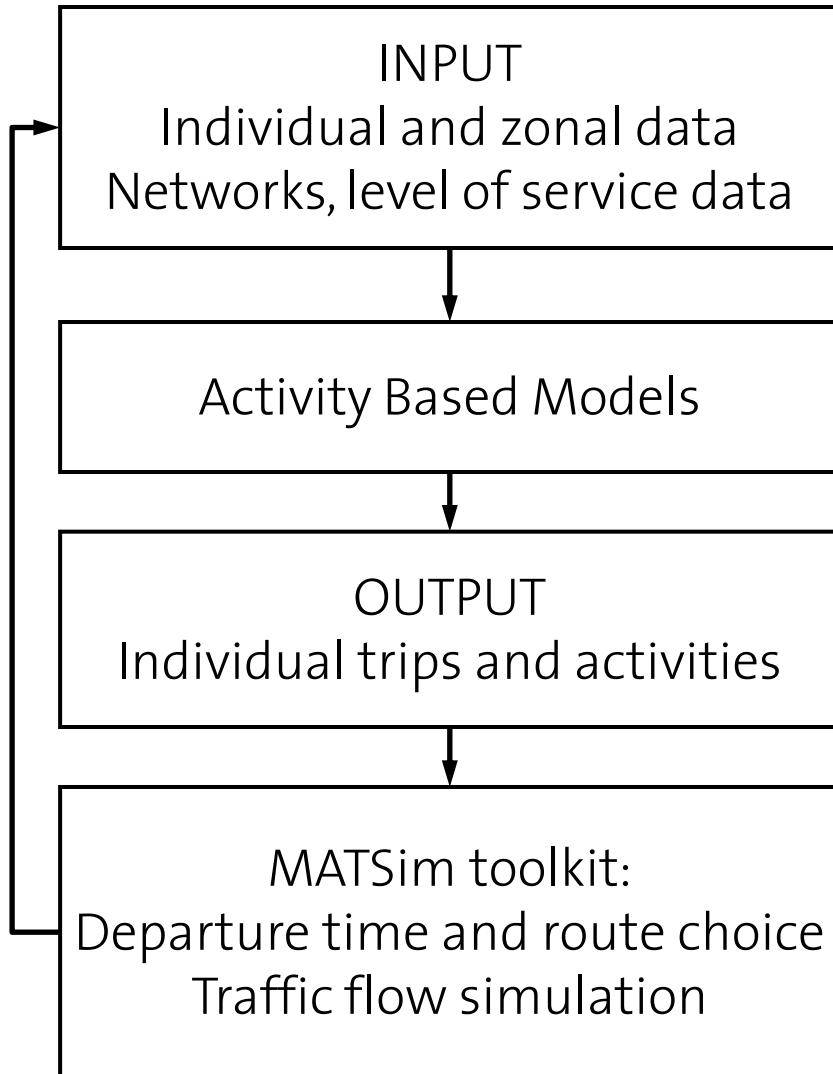 INPUT
Individual and zonal data
Networks, level of service data
Activity Based Models
OUTPUT
Individual trips and activities
MATSim toolkit:
Departure time and route choice
Traffic flow simulation